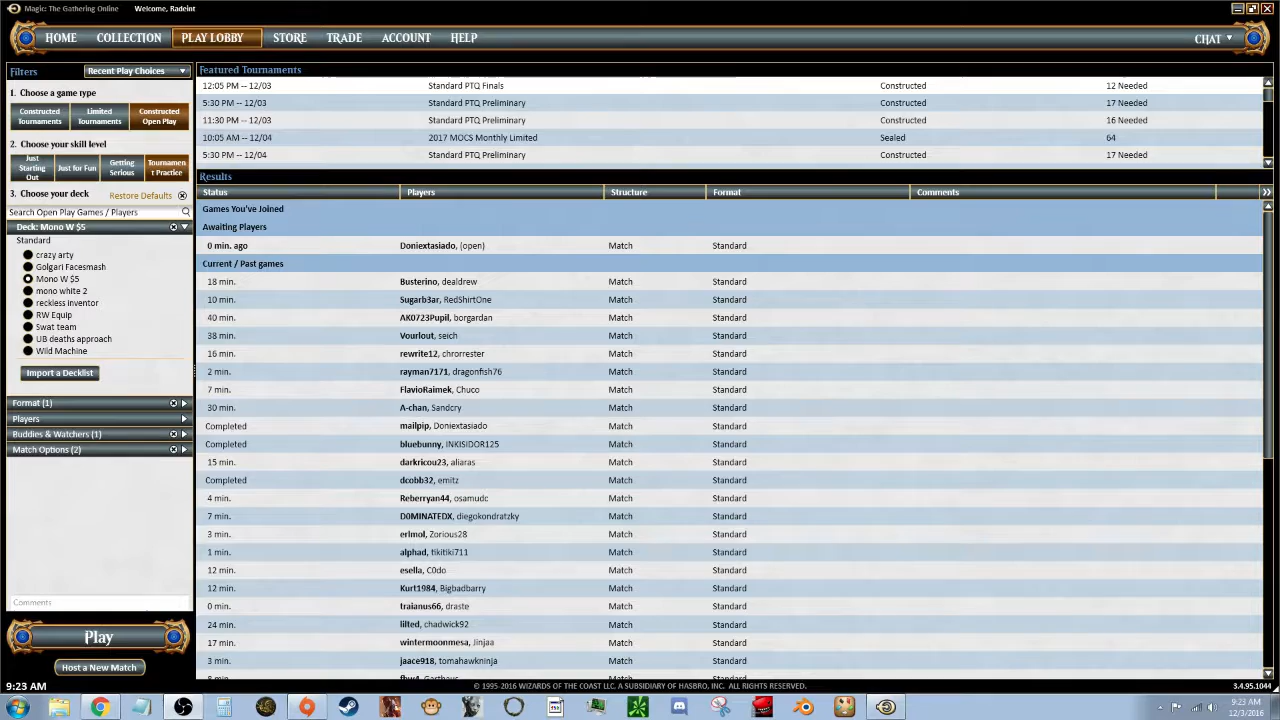 Magic: The Gathering Online Welcome, Radeint
HOME COLLECTION PLAY LOBBY STORE TRADE ACCOUNT HELP CHAT
Filters Recent Play Choices
1. Choose a game type
Constructed Tournaments Limited Tournaments Constructed Open Play
2. Choose your skill level
Just Starting Out Just for Fun Getting Serious Tournamen t Practice
3. Choose your deck Restore Defaults
Search Open Play Games / Players
Deck: Mono W $5
Standard
crazy arty
Golgari Facesmash
Mono W $5
mono white 2
reckless inventor
RW Equip
Swat team
UB deaths approach
Wild Machine
Import a Decklist
Format (1)
Players
Buddies & Watchers (1)
Match Options (2)
Comments
Play
Host a New Match
9:23 AM
Featured Tournaments
12:05 PM -- 12/03 Standard PTQ Finals Constructed 12 Needed
5:30 PM -- 12/03 Standard PTQ Preliminary Constructed 17 Needed
11:30 PM -- 12/03 Standard PTQ Preliminary Constructed 16 Needed
10:05 AM -- 12/04 2017 MOCS Monthly Limited Sealed 64
5:30 PM -- 12/04 Standard PTQ Preliminary Constructed 17 Needed
Results
Status Players Structure Format Comments
Games You've Joined
Awaiting Players
0 min. ago Doniextasiado, (open) Match Standard
Current / Past games
18 min. Busterino, dealdrew Match Standard
10 min. Sugarb3ar, RedShirtOne Match Standard
40 min. AK0723Pupil, borgardan Match Standard
38 min. Vourlout, seich Match Standard
16 min. rewrite12, chrorrester Match Standard
2 min. rayman7171, dragonfish76 Match Standard
7 min. FlavioRaimek, Chuco Match Standard
30 min. A-chan, Sandcry Match Standard
Completed mailpip, Doniextasiado Match Standard
Completed bluebunny, INKISIDOR125 Match Standard
15 min. darkricou23, aliaras Match Standard
Completed dcobb32, emitz Match Standard
4 min. Reberryan44, osamudc Match Standard
7 min. D0MINATEDX, diegokondratzky Match Standard
3 min. erlmol, Zorious28 Match Standard
1 min. alphad, tikitiki711 Match Standard
12 min. esella, C0do Match Standard
12 min. Kurt1984, Bigbadbarry Match Standard
0 min. traianus66, draste Match Standard
24 min. lilted, chadwick92 Match Standard
17 min. wintermoonmesa, Jinjaa Match Standard
3 min. jaace918, tomahawkninja Match Standard
© 1995-2016 WIZARDS OF THE COAST LLC, A SUBSIDIARY OF HASBRO, INC. ALL RIGHTS RESERVED. 3.4.95.1044
9:23 AM
12/3/2016